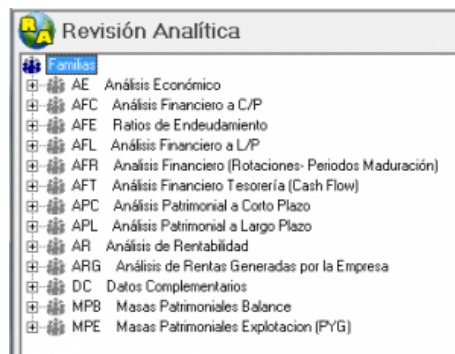 Revisión Analítica
Familias
AE Análisis Económico
AFC Análisis Financiero a C/P
AFE Ratios de Endeudamiento
AFL Análisis Financiero a L/P
AFR Analisis Financiero (Rotaciones- Periodos Maduración)
AFT Análisis Financiero Tesorería (Cash Flow)
APC Análisis Patrimonial a Corto Plazo
APL Análisis Patrimonial a Largo Plazo
AR Análisis de Rentabilidad
ARG Análisis de Rentas Generadas por la Empresa
DC Datos Complementarios
MPB Masas Patrimoniales Balance
MPE Masas Patrimoniales Explotacion (PYG)